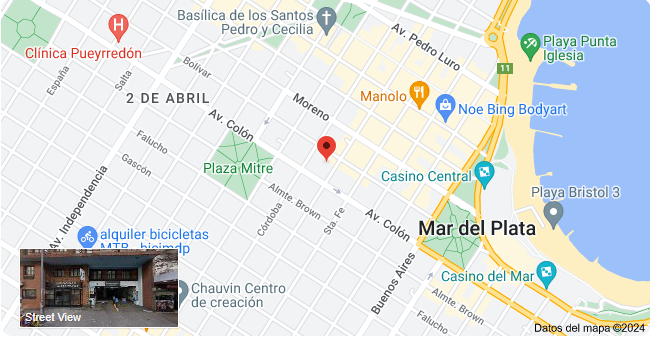 Basílica de los Santos
Pedro y Cecilia
Clínica Pueyrredón
Av. Pedro Luro
11
Playa Punta
Iglesia
España
Salta
Bolívar
2 DE ABRIL
Moreno
Manolo
Noe Bing Bodyart
Av. Colón
Falucho
Gascón
Plaza Mitre
Casino Central
Playa Bristol 3
Av. Independencia
Almte. Brown
Córdoba
Sta. Fe
Av. Colón
Mar del Plata
alquiler bicicletas
MTB - bicimdp
Buenos Aires
Casino del Mar
Chauvin Centro
de creación
Almte. Brown
Falucho
Street View
Datos del mapa ©2024